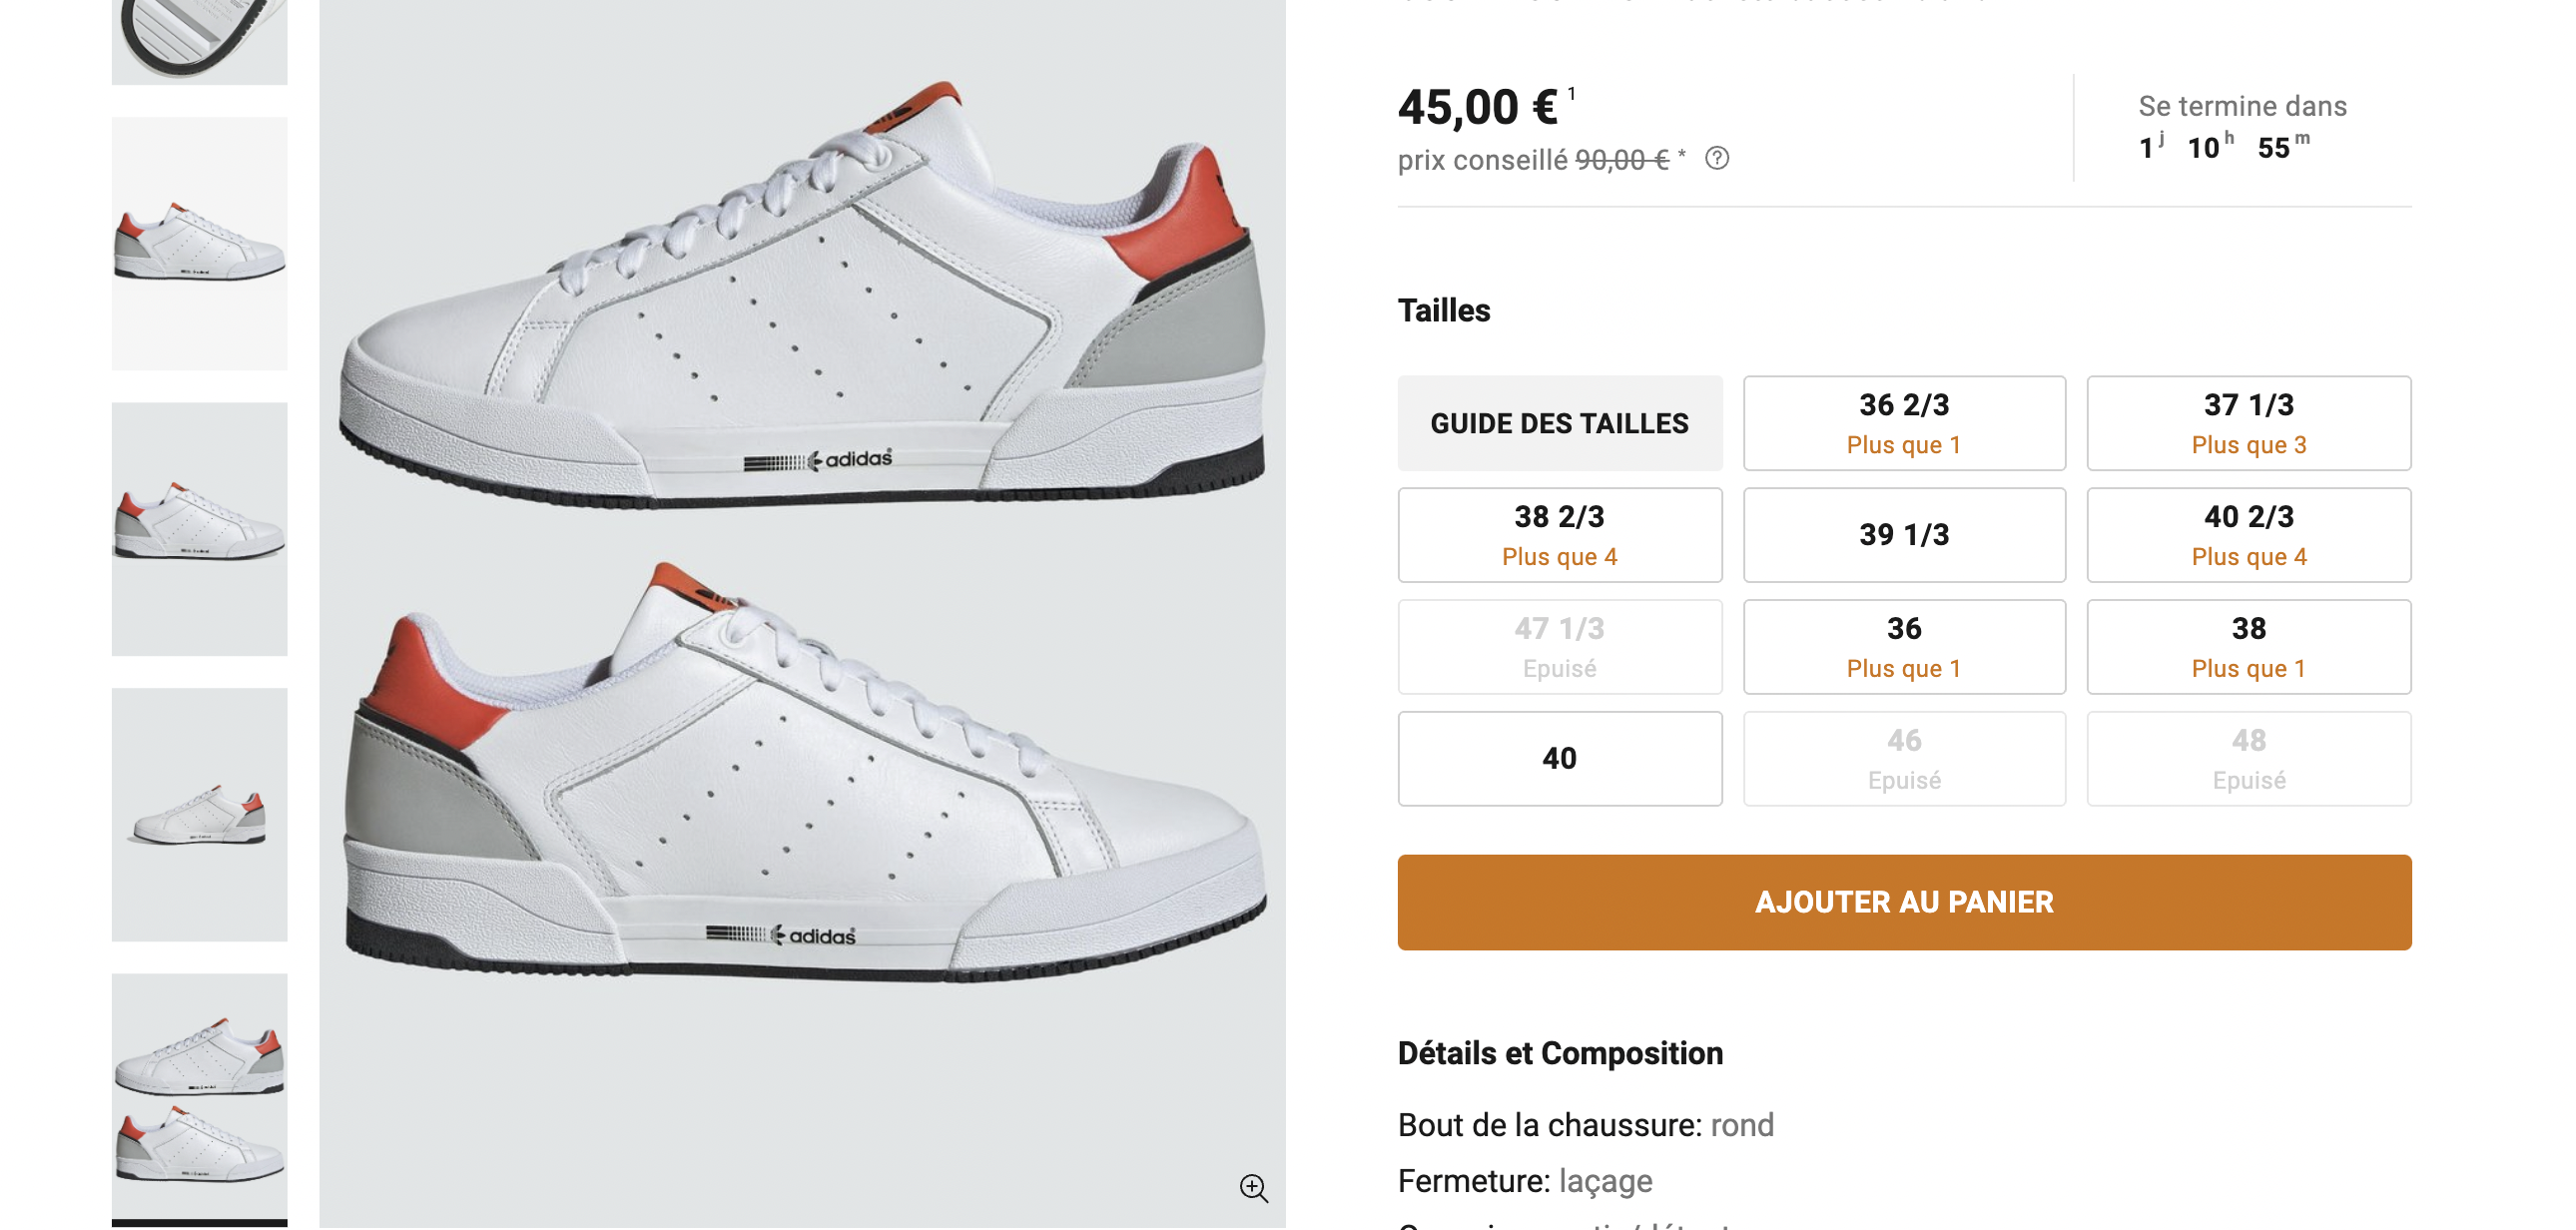 45,00 € 1
prix conseillé 90,00 € *
Se termine dans
1 j 10 h 55 m
Tailles
GUIDE DES TAILLES
36 2/3
Plus que 1
37 1/3
Plus que 3
38 2/3
Plus que 4
39 1/3
40 2/3
Plus que 4
47 1/3
Epuisé
36
Plus que 1
38
Plus que 1
40
46
Epuisé
48
Epuisé
AJOUTER AU PANIER
Détails et Composition
Bout de la chaussure: rond
Fermeture: laçage
adidas
adidas